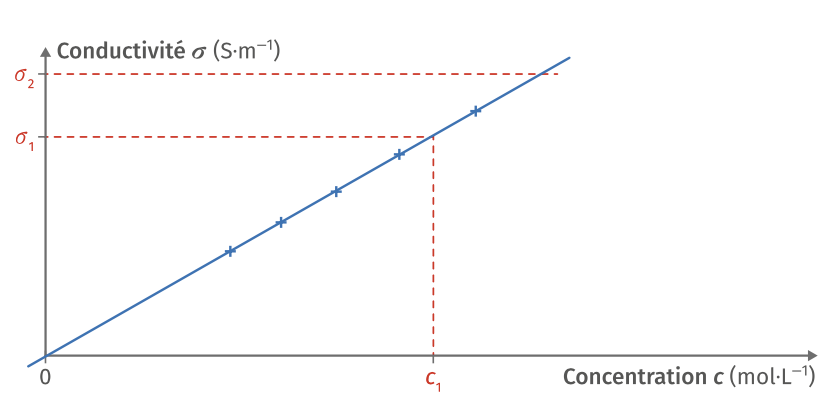 Conductivité σ (S·m⁻¹)
σ₂
σ₁
0
c₁
Concentration c (mol·L⁻¹)